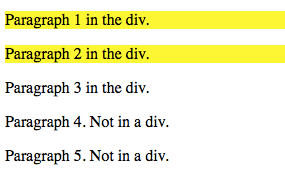 Paragraph 1 in the div.
Paragraph 2 in the div.
Paragraph 3 in the div.
Paragraph 4. Not in a div.
Paragraph 5. Not in a div.